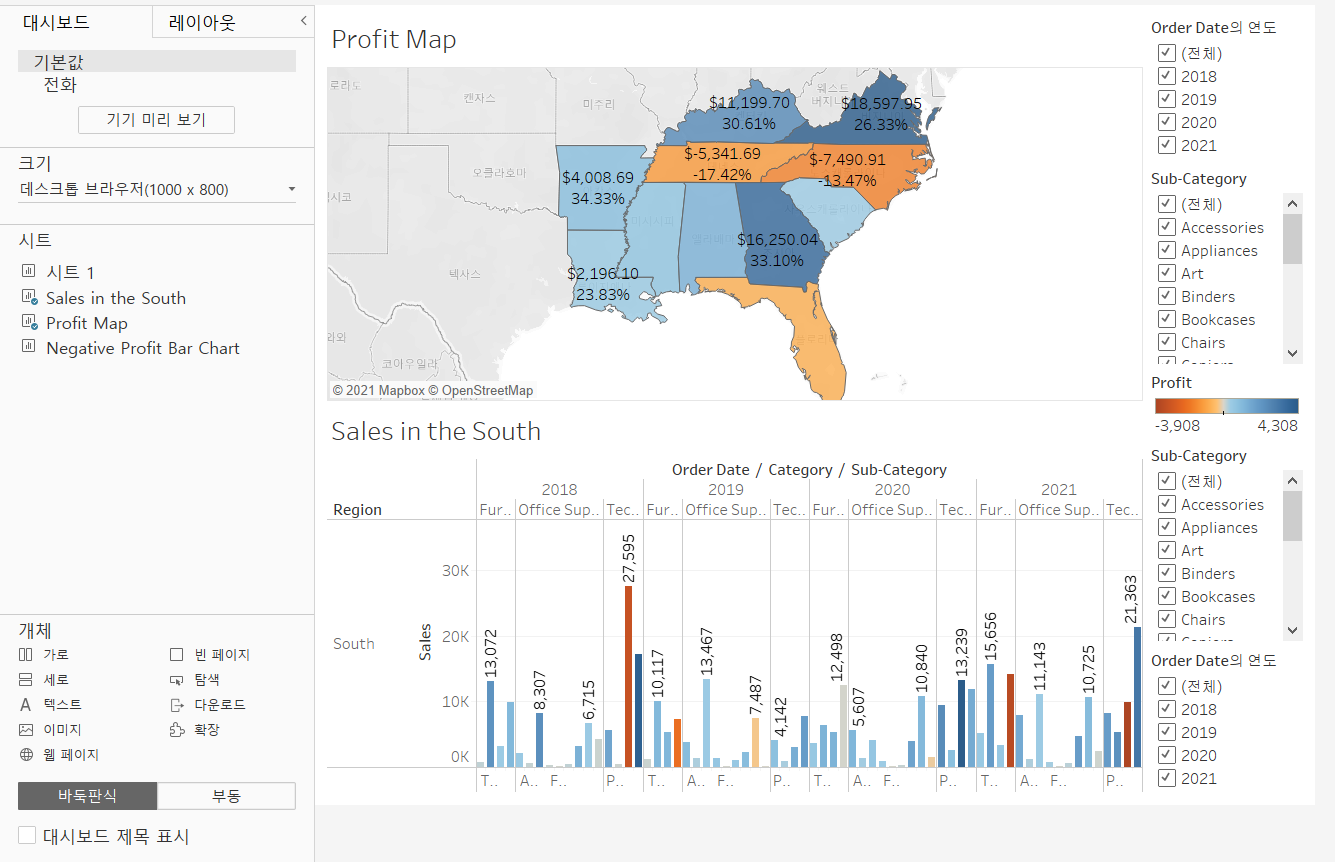 대시보드
레이아웃
기본값
전화
기기 미리 보기
크기
데스크톱 브라우저(1000 x 800)
시트
시트 1
Sales in the South
Profit Map
Negative Profit Bar Chart
개체
가로
빈 페이지
세로
탐색
A 텍스트
다운로드
이미지
확장
웹 페이지
바둑판식
부동
대시보드 제목 표시
Profit Map
로라도
캔자스
미주리
웨스트
버지니
$11,199.70
30.61%
$18,597.95
26.33%
오클라호마
$-5,341.69
-17.42%
$-7,490.91
-13.47%
$4,008.69
34.33%
시코
미시시피
$16,250.04
33.10%
텍사스
$2,196.10
23.83%
코아우일라
© 2021 Mapbox © OpenStreetMap
Sales in the South
Order Date / Category / Sub-Category
2018
2019
2020
2021
Region
Fur..
Office Sup..
Tec..
Fur..
Office Sup..
Tec..
Fur..
Office Sup..
Tec..
Fur..
Office Sup..
Tec..
South
Sales
30K
20K
10K
0K
13,072
8,307
6,715
27,595
10,117
13,467
7,487
4,142
12,498
5,607
10,840
13,239
15,656
11,143
10,725
21,363
T..
A..
F..
P..
T..
A..
F..
P..
T..
A..
F..
P..
T..
A..
F..
P..
Order Date의 연도
(전체)
2018
2019
2020
2021
Sub-Category
(전체)
Accessories
Appliances
Art
Binders
Bookcases
Chairs
Profit
-3,908
4,308
Sub-Category
(전체)
Accessories
Appliances
Art
Binders
Bookcases
Chairs
Order Date의 연도
(전체)
2018
2019
2020
2021